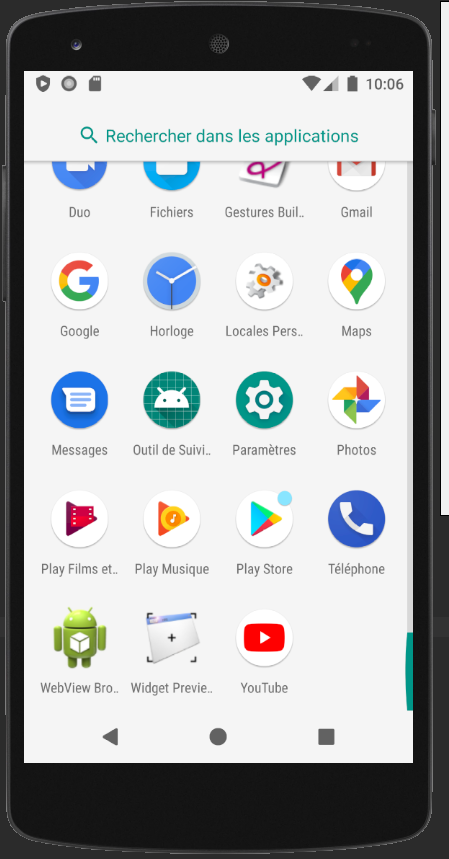 10:06
Rechercher dans les applications
Duo Fichiers Gestures Buil.. Gmail
Google Horloge Locales Pers.. Maps
Messages Outil de Suivi.. Paramètres Photos
Play Films et.. Play Musique Play Store Téléphone
WebView Bro.. Widget Previe.. YouTube